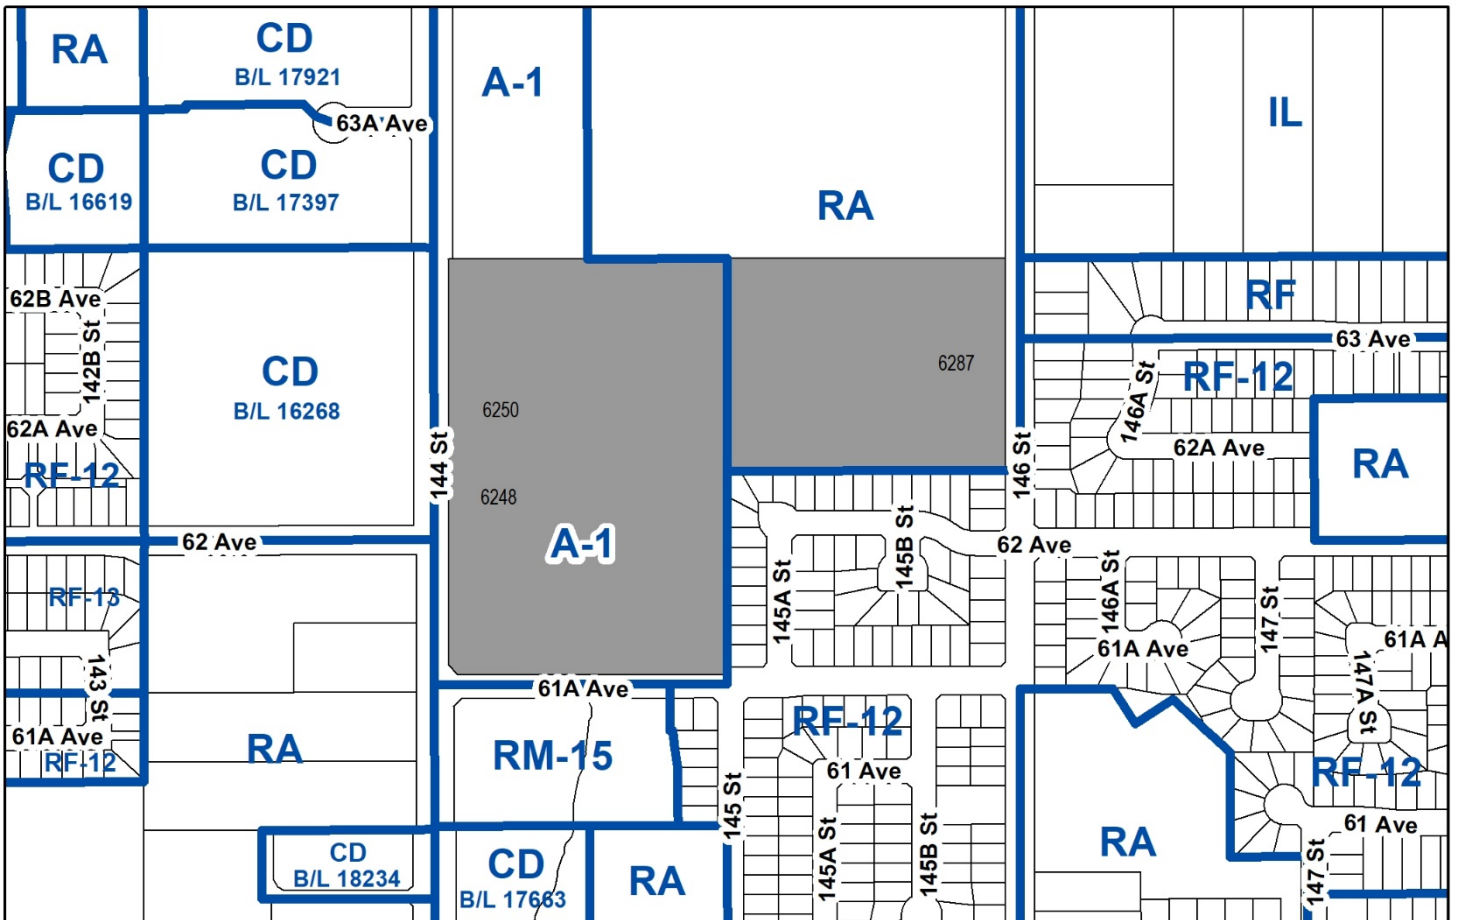 RA
CD
B/L 17921
A-1
IL
63A Ave
CD
B/L 16619
CD
B/L 17397
RA
62B Ave
142B St
CD
B/L 16268
62A Ave
RF-12
144 St
6250
6248
A-1
6287
146 St
RF
63 Ave
RF-12
146A St
62A Ave
RA
62 Ave
145B St
62 Ave
145A St
RF-13
143 St
61A Ave
RF-12
RA
61A Ave
RM-15
RF-12
61 Ave
145 St
145A St
145B St
146A St
61A Ave
147 St
61A A
147A St
RF-12
61 Ave
RA
147 St
CD
B/L 18234
CD
B/L 17663
RA